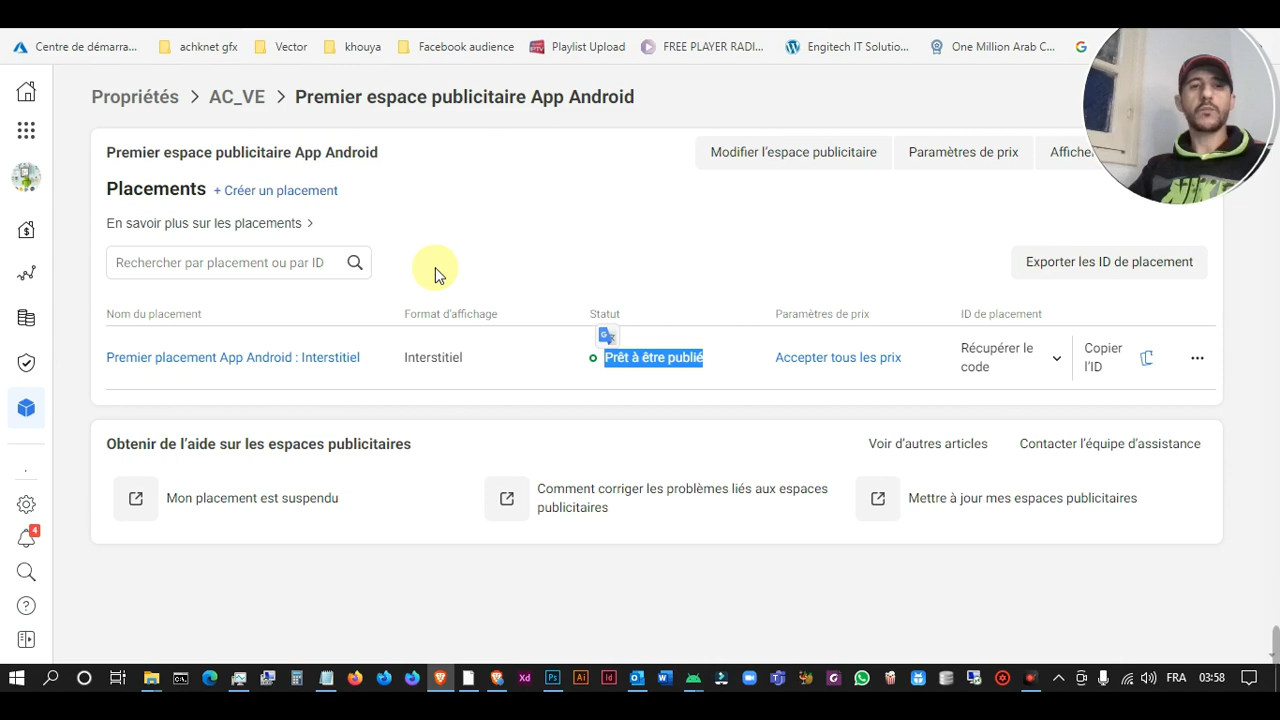 Centre de démarra... achknet gfx Vector khouya Facebook audience Playlist Upload FREE PLAYER RADI... Engitech IT Solutio... One Million Arab C...
Propriétés > AC_VE > Premier espace publicitaire App Android
Premier espace publicitaire App Android Modifier l'espace publicitaire Paramètres de prix
Placements + Créer un placement
En savoir plus sur les placements >
Rechercher par placement ou par ID Exporter les ID de placement
Nom du placement Format d'affichage Statut Paramètres de prix ID de placement
Premier placement App Android : Interstitiel Interstitiel Prêt à être publié Accepter tous les prix Récupérer le code Copier l'ID
Obtenir de l'aide sur les espaces publicitaires Voir d'autres articles Contacter l'équipe d'assistance
Mon placement est suspendu Comment corriger les problèmes liés aux espaces publicitaires Mettre à jour mes espaces publicitaires
4
FRA 03:58